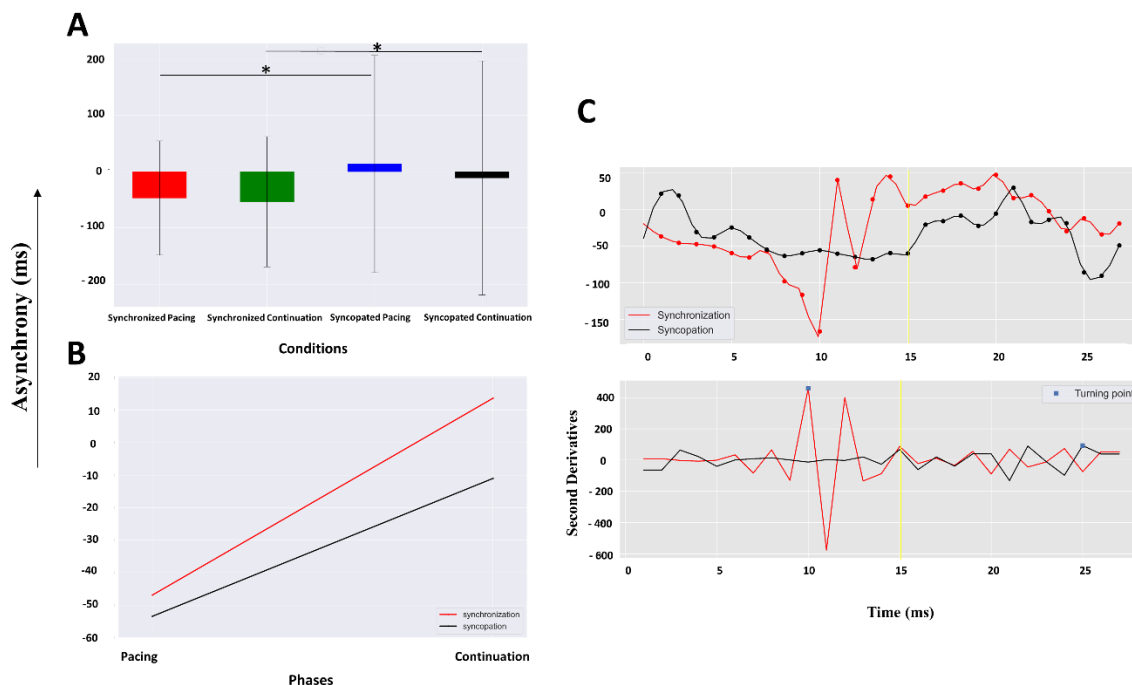 A
200
100
0
- 100
- 200
*
*
Synchronized Pacing Synchronized Continuation Syncopated Pacing Syncopated Continuation
Conditions
Asynchrony (ms)
B
20
10
0
-10
-20
-30
-40
-50
-60
synchronization
syncopation
Pacing Continuation
Phases
C
50
0
-50
- 100
- 150
Synchronization
Syncopation
0 5 10 15 20 25
400
200
0
- 200
- 400
- 600
Turning point
Second Derivatives
0 5 10 15 20 25
Time (ms)